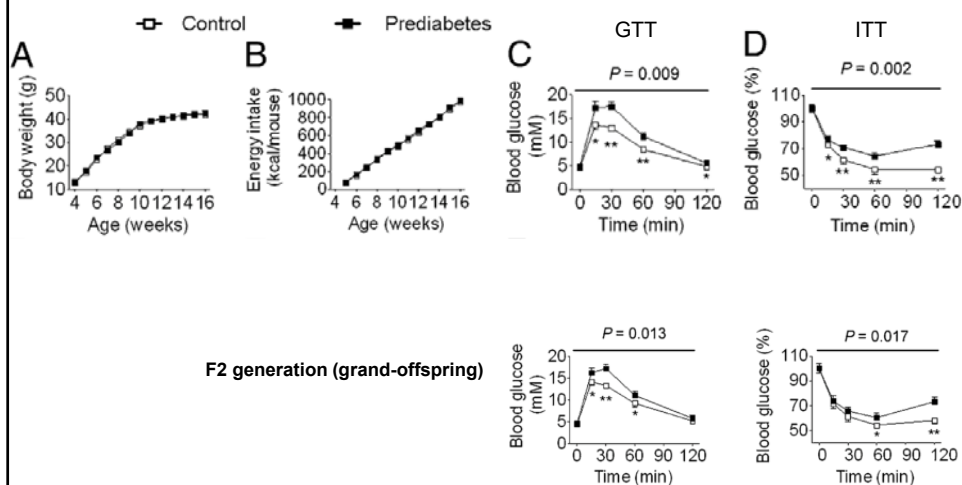 Control Prediabetes
GTT ITT
A B C D
P = 0.009
P = 0.002
Body weight (g)
50
40
30
20
10
0
4 6 8 10 12 14 16
Age (weeks)
Energy intake
(kcal/mouse)
1000
800
600
400
200
0
4 6 8 10 12 14 16
Age (weeks)
Blood glucose
(mM)
20
15
10
5
0
* ** ** *
0 30 60 90 120
Time (min)
Blood glucose (%)
110
90
70
50
* ** ** **
0 30 60 90 120
Time (min)
F2 generation (grand-offspring)
P = 0.013
Blood glucose
(mM)
20
15
10
5
0
* ** *
0 30 60 90 120
Time (min)
P = 0.017
Blood glucose (%)
110
90
70
50
* **
0 30 60 90 120
Time (min)